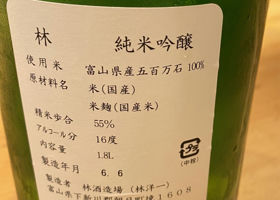 林　純米吟醸
使用米　富山県産五百万石 100%
原材料名　米(国産)
米麹(国産米)
精米歩合　55%
アルコール分　16度
内容量　1.8L
製造年月　6. 6
製造者　林酒造場（林洋一）
富山県下新川郡朝日町境1608
プラ
(中栓)